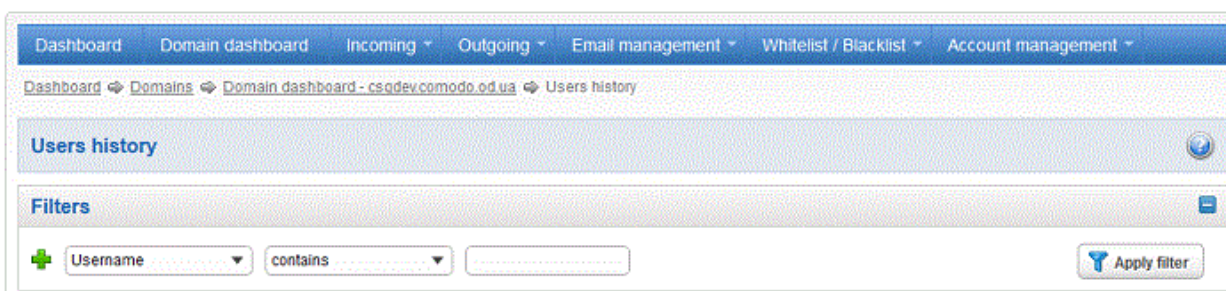 Dashboard Domain dashboard Incoming Outgoing Email management Whitelist / Blacklist Account management
Dashboard Domains Domain dashboard - csgdev.comodo.od.ua Users history
Users history
Filters
Username contains Apply filter